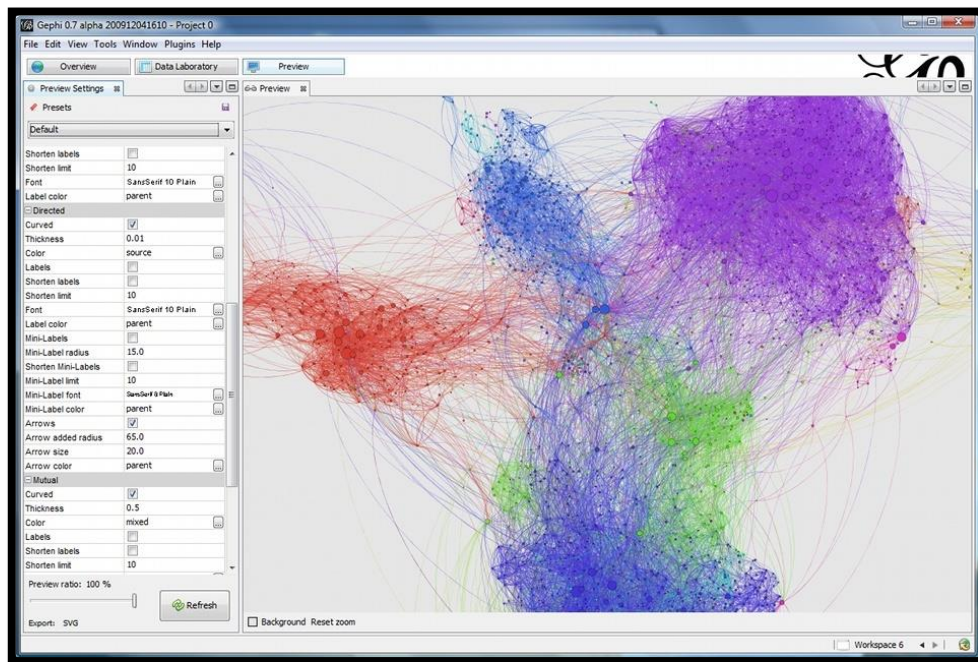 Gephi 0.7 alpha 200912041610 - Project 0
File Edit View Tools Window Plugins Help
Overview Data Laboratory Preview
Preview Settings
Presets
Default
Shorten labels
Shorten limit 10
Font SansSerif 10 Plain ...
Label color parent ...
Directed
Curved
Thickness 0.01
Color source ...
Labels
Shorten labels
Shorten limit 10
Font SansSerif 10 Plain ...
Label color parent ...
Mini-Labels
Mini-Label radius 15.0
Shorten Mini-Labels
Mini-Label limit 10
Mini-Label font SansSerif 8 Plain ...
Mini-Label color parent ...
Arrows
Arrow added radius 65.0
Arrow size 20.0
Arrow color parent ...
Mutual
Curved
Thickness 0.5
Color mixed ...
Labels
Shorten labels
Shorten limit 10
Preview ratio: 100 %
Refresh
Export: SVG
Preview
Background Reset zoom
Workspace 6